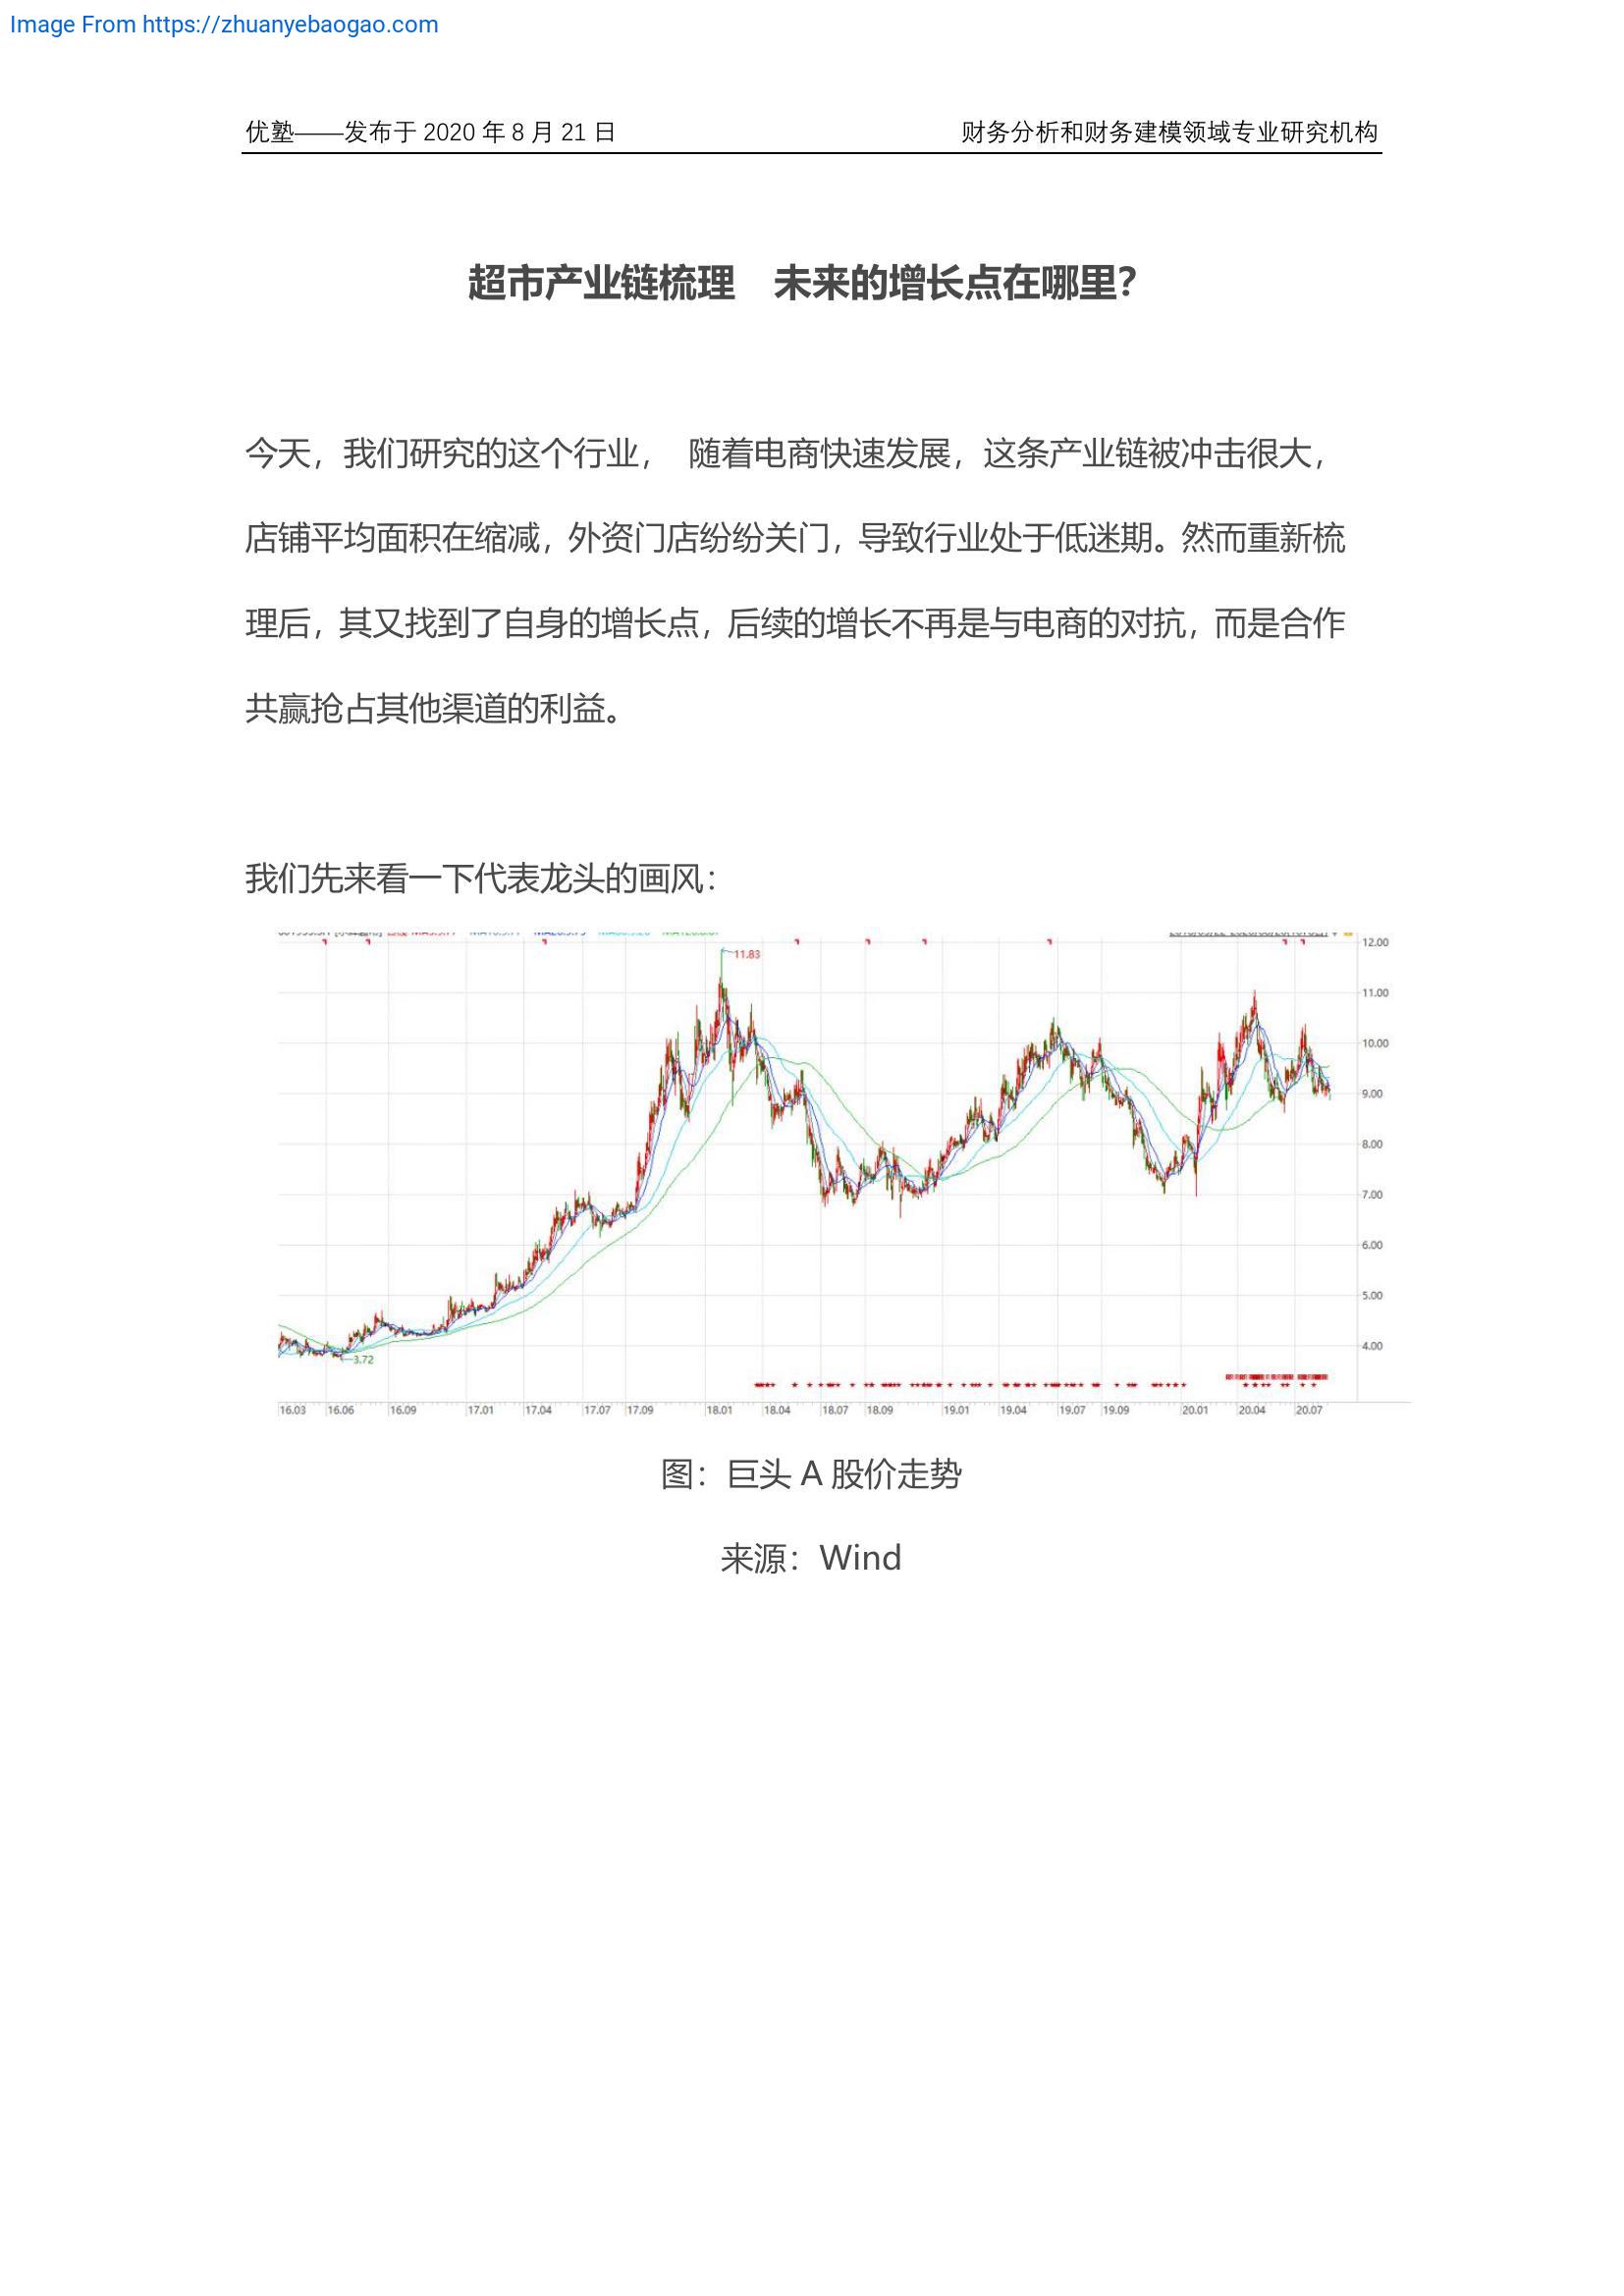 Image From https://zhuanyebaogao.com
优塾——发布于 2020 年 8 月 21 日 财务分析和财务建模领域专业研究机构
超市产业链梳理 未来的增长点在哪里？
今天，我们研究的这个行业， 随着电商快速发展，这条产业链被冲击很大，
店铺平均面积在缩减，外资门店纷纷关门，导致行业处于低迷期。然而重新梳
理后，其又找到了自身的增长点，后续的增长不再是与电商的对抗，而是合作
共赢抢占其他渠道的利益。
我们先来看一下代表龙头的画风：
12.00
11.83
11.00
10.00
9.00
8.00
7.00
6.00
5.00
4.00
3.72
16.03 16.06 16.09 17.01 17.04 17.07 17.09 18.01 18.04 18.07 18.09 19.01 19.04 19.07 19.09 20.01 20.04 20.07
图：巨头 A 股价走势
来源：Wind